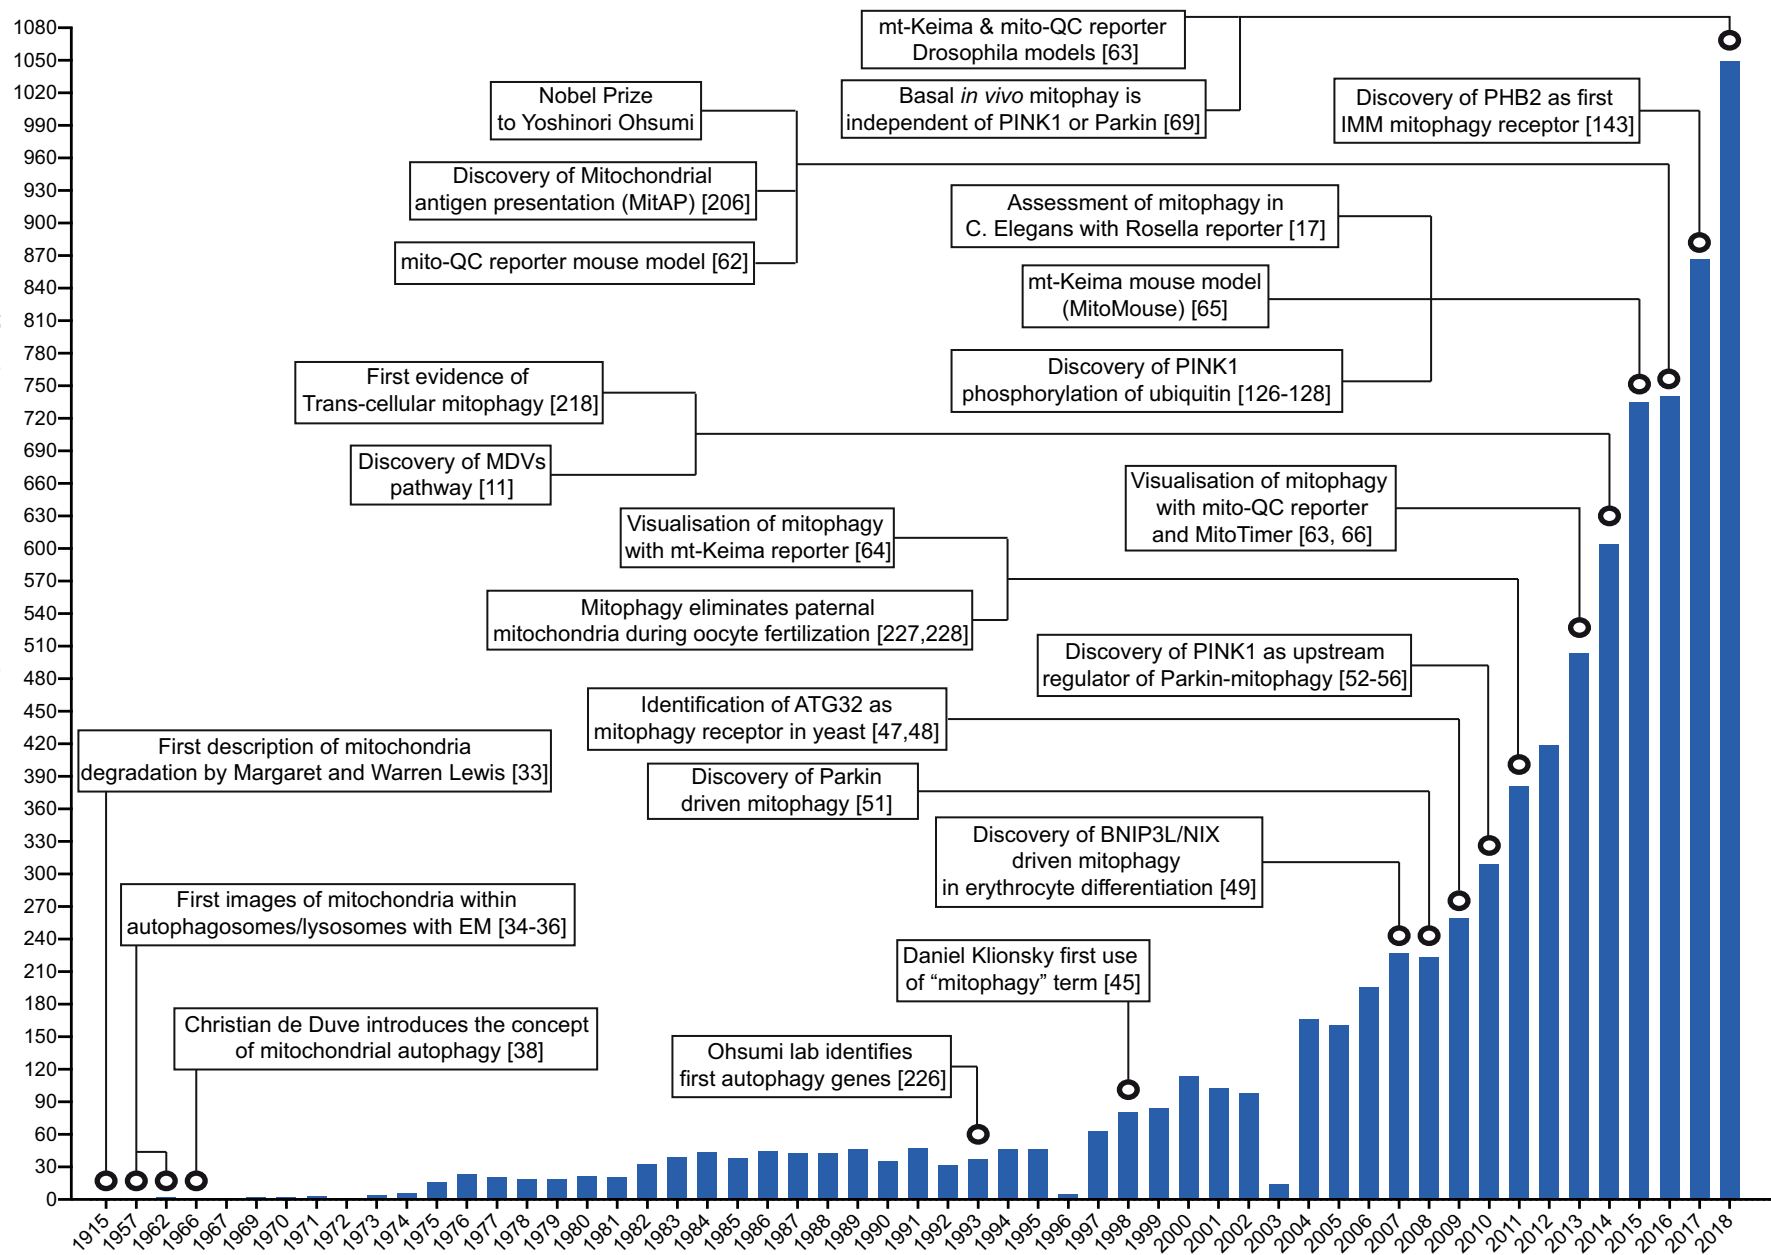 mt-Keima & mito-QC reporter
Drosophila models [63]
Basal in vivo mitophay is
independent of PINK1 or Parkin [69]
Discovery of PHB2 as first
IMM mitophagy receptor [143]
Nobel Prize
to Yoshinori Ohsumi
Discovery of Mitochondrial
antigen presentation (MitAP) [206]
mito-QC reporter mouse model [62]
Assessment of mitophagy in
C. Elegans with Rosella reporter [17]
mt-Keima mouse model
(MitoMouse) [65]
Discovery of PINK1
phosphorylation of ubiquitin [126-128]
First evidence of
Trans-cellular mitophagy [218]
Discovery of MDVs
pathway [11]
Visualisation of mitophagy
with mito-QC reporter
and MitoTimer [63, 66]
Visualisation of mitophagy
with mt-Keima reporter [64]
Mitophagy eliminates paternal
mitochondria during oocyte fertilization [227,228]
Discovery of PINK1 as upstream
regulator of Parkin-mitophagy [52-56]
Identification of ATG32 as
mitophagy receptor in yeast [47,48]
First description of mitochondria
degradation by Margaret and Warren Lewis [33]
Discovery of Parkin
driven mitophagy [51]
Discovery of BNIP3L/NIX
driven mitophagy
in erythrocyte differentiation [49]
First images of mitochondria within
autophagosomes/lysosomes with EM [34-36]
Daniel Klionsky first use
of “mitophagy” term [45]
Christian de Duve introduces the concept
of mitochondrial autophagy [38]
Ohsumi lab identifies
first autophagy genes [226]
1080
1050
1020
990
960
930
900
870
840
810
780
750
720
690
660
630
600
570
540
510
480
450
420
390
360
330
300
270
240
210
180
150
120
90
60
30
0
1915
1957
1962
1966
1967
1969
1970
1971
1972
1973
1974
1975
1976
1977
1978
1979
1980
1981
1982
1983
1984
1985
1986
1987
1988
1989
1990
1991
1992
1993
1994
1995
1996
1997
1998
1999
2000
2001
2002
2003
2004
2005
2006
2007
2008
2009
2010
2011
2012
2013
2014
2015
2016
2017
2018